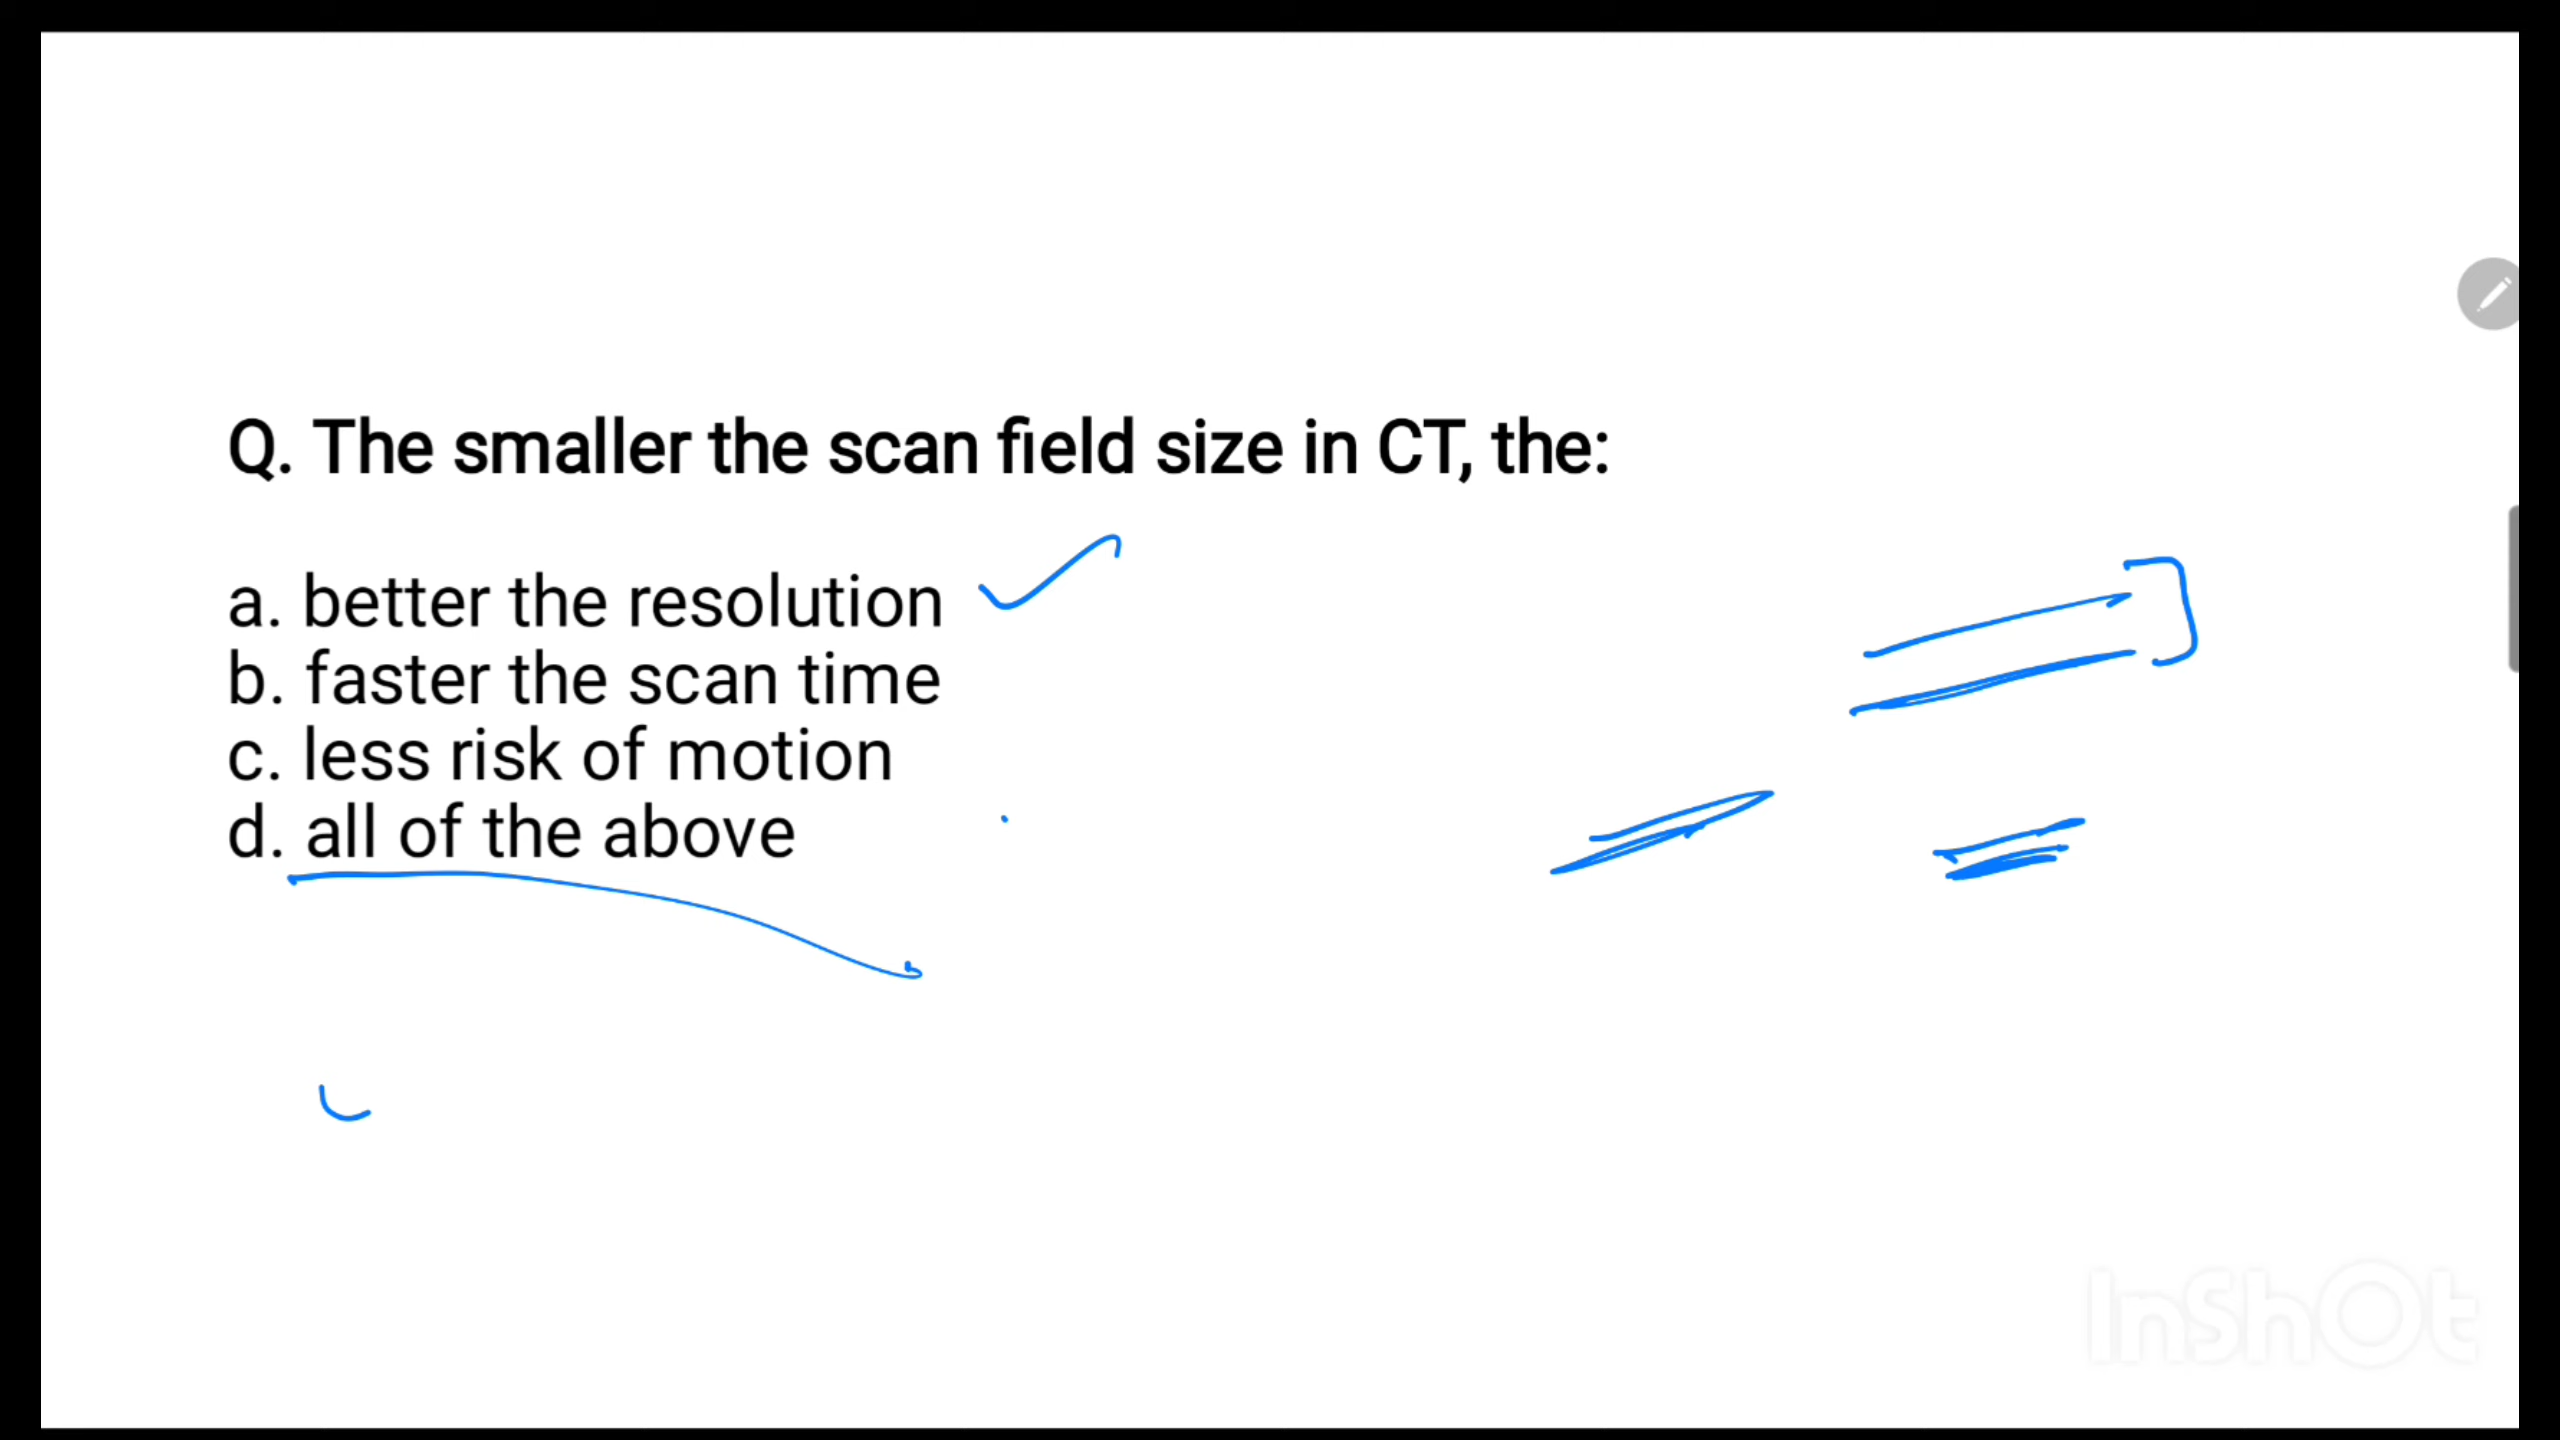 Q. The smaller the scan field size in CT, the:
a. better the resolution
b. faster the scan time
c. less risk of motion
d. all of the above
InShOt